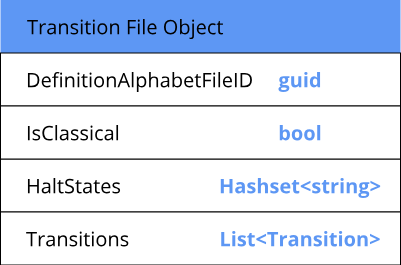 Transition File Object
DefinitionAlphabetFileID guid
IsClassical bool
HaltStates Hashset<string>
Transitions List<Transition>